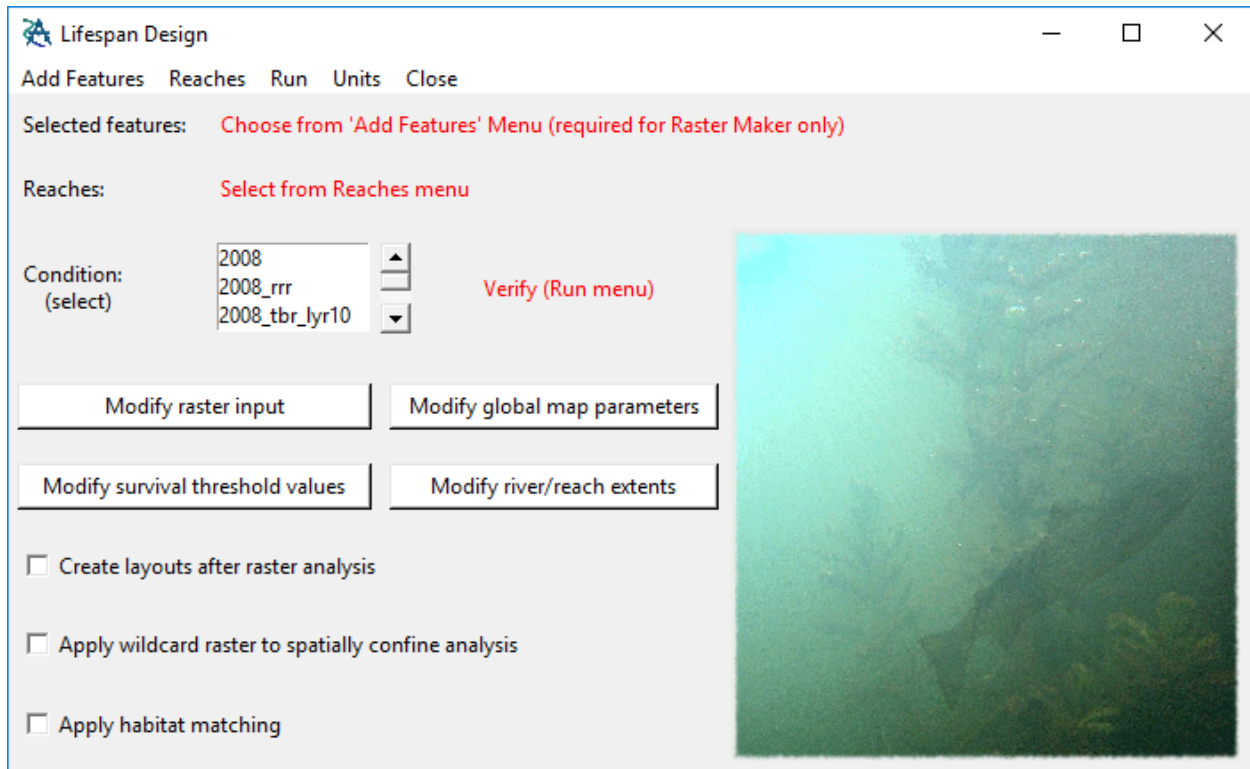 Lifespan Design
Add Features Reaches Run Units Close
Selected features: Choose from 'Add Features' Menu (required for Raster Maker only)
Reaches: Select from Reaches menu
Condition:
(select)
2008
2008_rrr
2008_tbr_lyr10
Verify (Run menu)
Modify raster input Modify global map parameters
Modify survival threshold values Modify river/reach extents
Create layouts after raster analysis
Apply wildcard raster to spatially confine analysis
Apply habitat matching